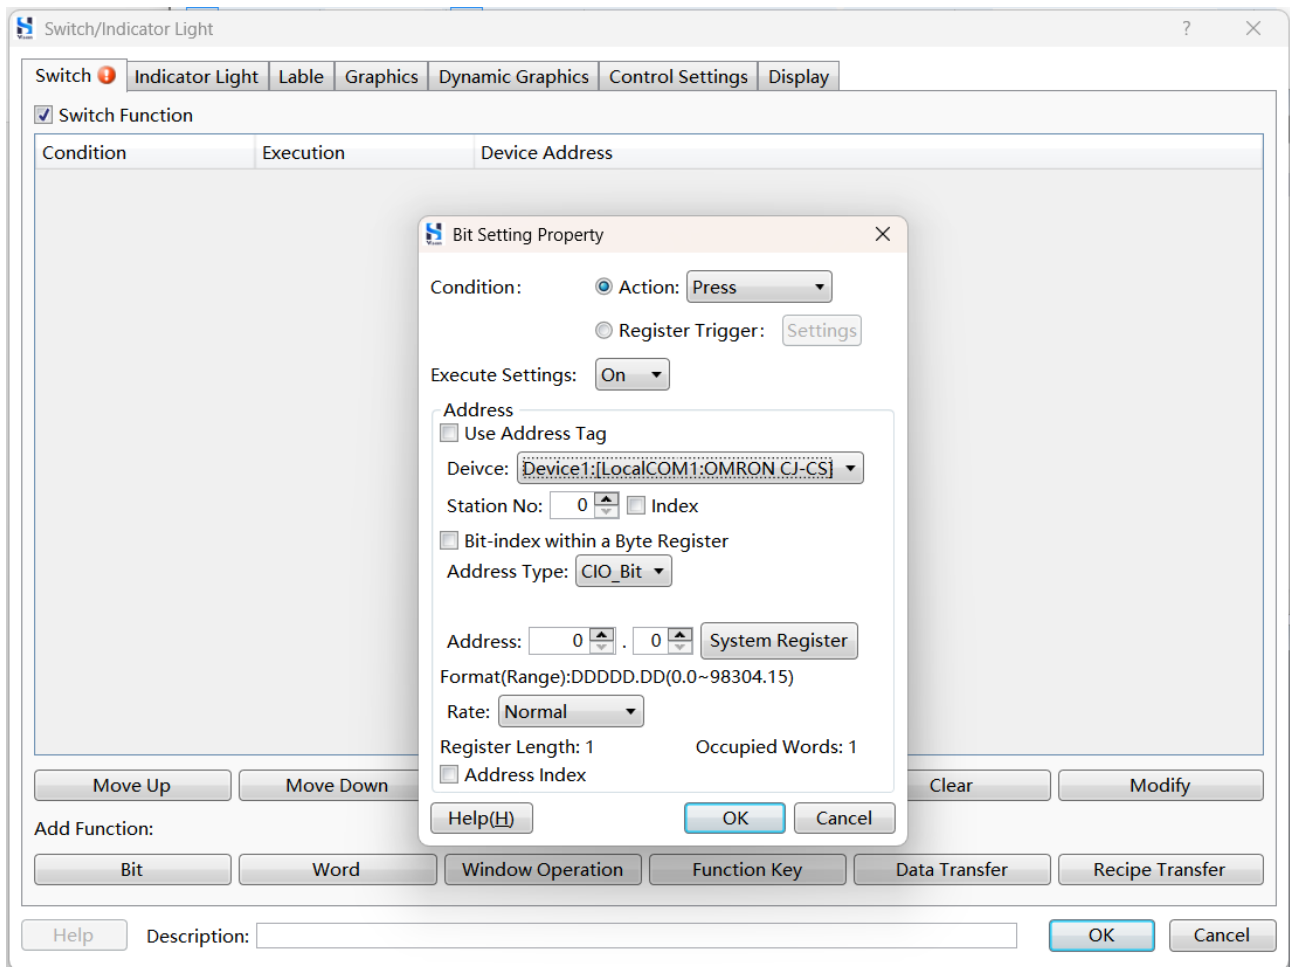 Switch/Indicator Light ?
Switch Indicator Light Lable Graphics Dynamic Graphics Control Settings Display
Switch Function
Condition Execution Device Address
Bit Setting Property
Condition: Action: Press
Register Trigger: Settings
Execute Settings: On
Address
Use Address Tag
Deivce: Device1:[LocalCOM1:OMRON CJ-CS]
Station No: 0 Index
Bit-index within a Byte Register
Address Type: CIO_Bit
Address: 0 . 0 System Register
Format(Range):DDDDD.DD(0.0~98304.15)
Rate: Normal
Register Length: 1 Occupied Words: 1
Address Index
Help(H) OK Cancel
Move Up Move Down Clear Modify
Add Function:
Bit Word Window Operation Function Key Data Transfer Recipe Transfer
Help Description: OK Cancel